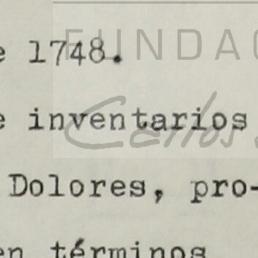 e 1748.
FUNDAC
e inventarios
Carlos
Dolores, pro-
en términos